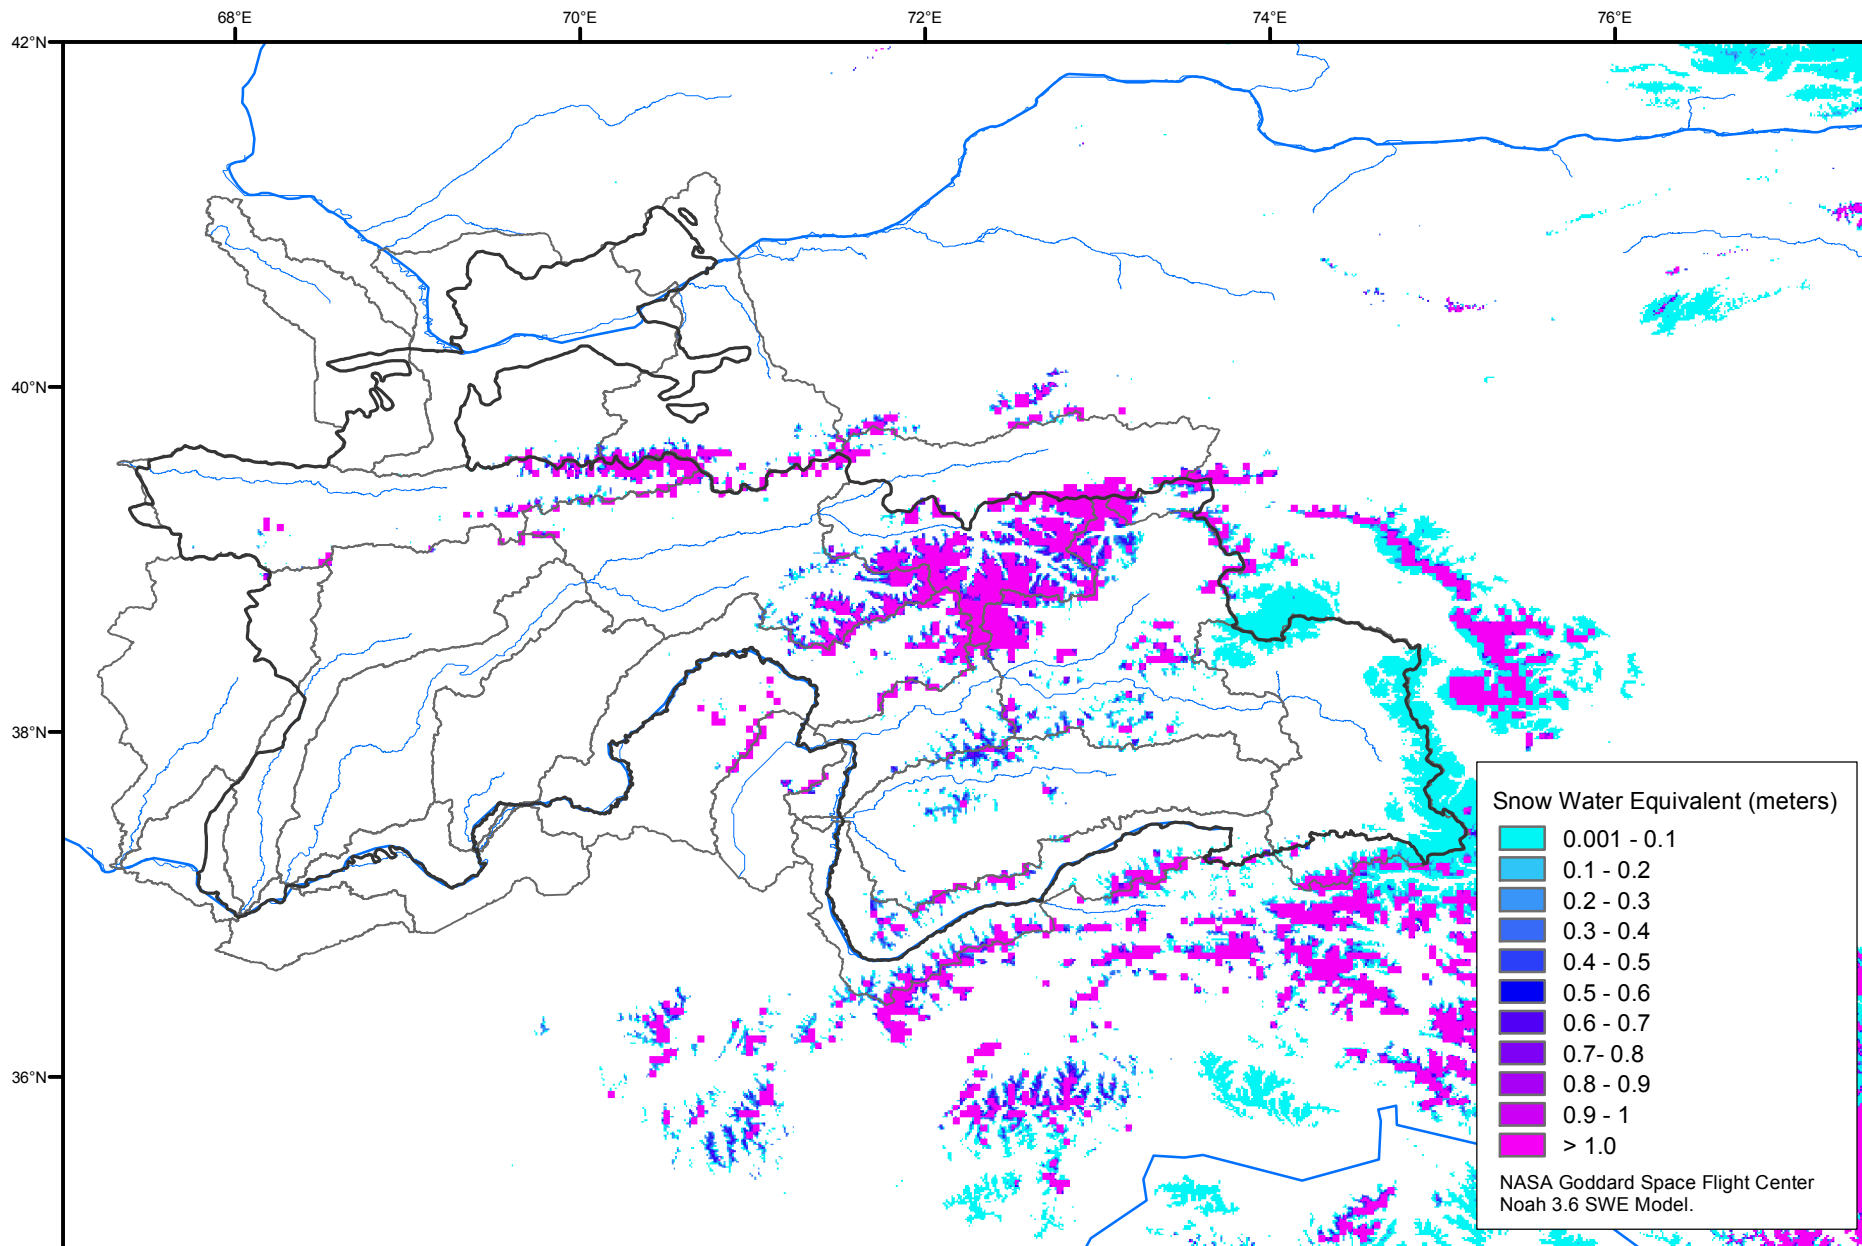 68°E 70°E 72°E 74°E 76°E
42°N
40°N
38°N
36°N
Snow Water Equivalent (meters)
0.001 - 0.1
0.1 - 0.2
0.2 - 0.3
0.3 - 0.4
0.4 - 0.5
0.5 - 0.6
0.6 - 0.7
0.7- 0.8
0.8 - 0.9
0.9 - 1
> 1.0
NASA Goddard Space Flight Center
Noah 3.6 SWE Model.